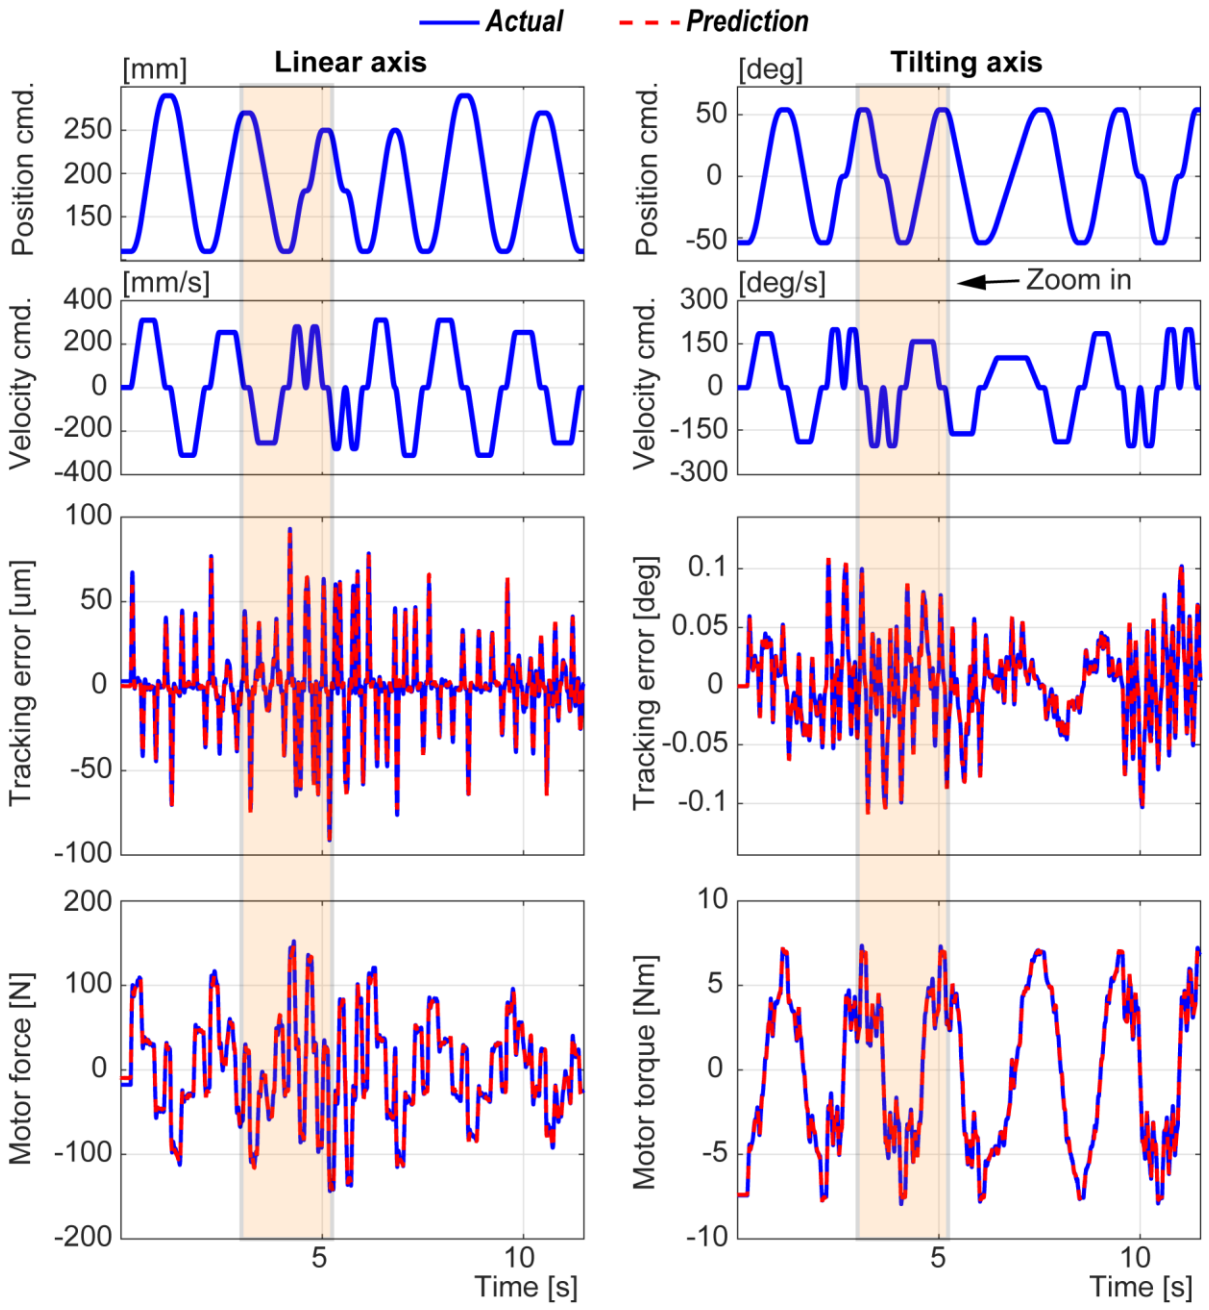 Actual Prediction
Linear axis
[mm]
Position cmd.
250
200
150
[mm/s]
Velocity cmd.
400
200
0
-200
-400
Tracking error [um]
100
50
0
-50
-100
Motor force [N]
200
100
0
-100
-200
5 10
Time [s]
Tilting axis
[deg]
Position cmd.
50
0
-50
Zoom in
[deg/s]
Velocity cmd.
300
150
0
-150
-300
Tracking error [deg]
0.1
0.05
0
-0.05
-0.1
Motor torque [Nm]
10
5
0
-5
-10
5 10
Time [s]